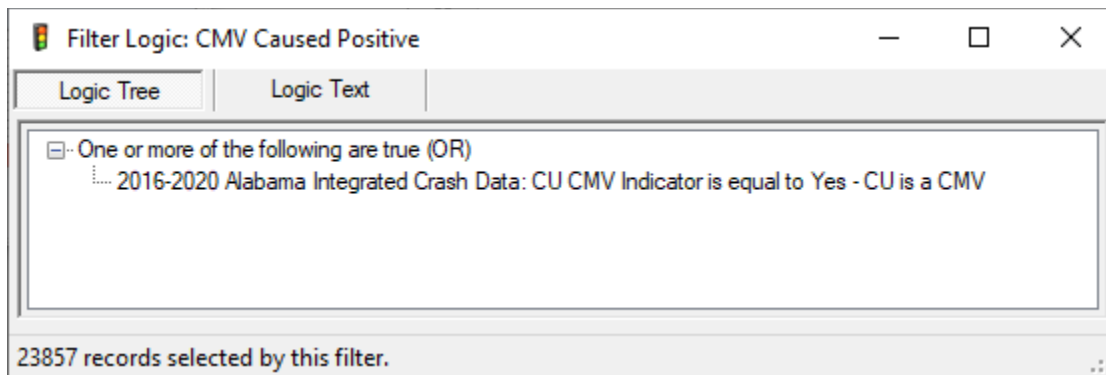 Filter Logic: CMV Caused Positive
Logic Tree
Logic Text
One or more of the following are true (OR)
2016-2020 Alabama Integrated Crash Data: CU CMV Indicator is equal to Yes - CU is a CMV
23857 records selected by this filter.